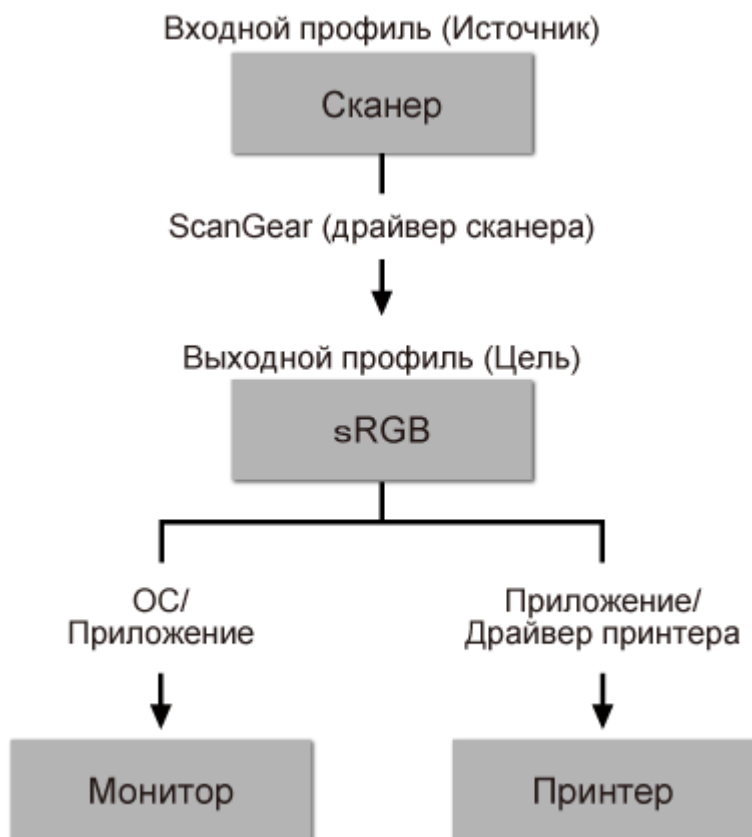 Входной профиль (Источник)
Сканер
ScanGear (драйвер сканера)
Выходной профиль (Цель)
sRGB
ОС/
Приложение
Приложение/
Драйвер принтера
Монитор
Принтер